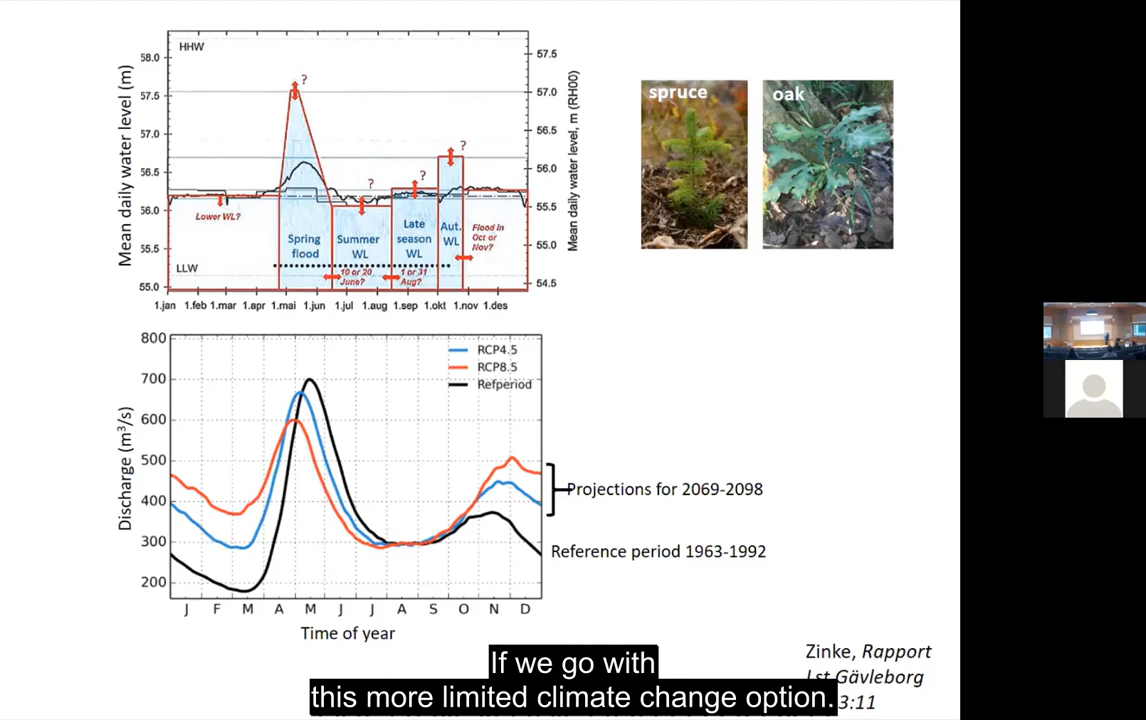 HHW
Mean daily water level (m)
58.0
57.5
57.0
56.5
56.0
55.5
55.0
57.5
57.0
56.5
56.0
55.5
55.0
54.5
Mean daily water level, m (RH00)
?
?
?
?
Lower WL?
Spring
flood
Summer
WL
Late
season
WL
Aut.
WL
Flood in
Oct or
Nov?
LLW
10 or 20
June?
1 or 31
Aug?
1.jan 1.feb 1.mar 1.apr 1.mai 1.jun 1.jul 1.aug 1.sep 1.okt 1.nov 1.des
spruce
oak
Discharge (m³/s)
800
700
600
500
400
300
200
RCP4.5
RCP8.5
Refperiod
J F M A M J J A S O N D
Time of year
Projections for 2069-2098
Reference period 1963-1992
Zinke, Rapport
Lst Gävleborg
3:11
If we go with
this more limited climate change option.